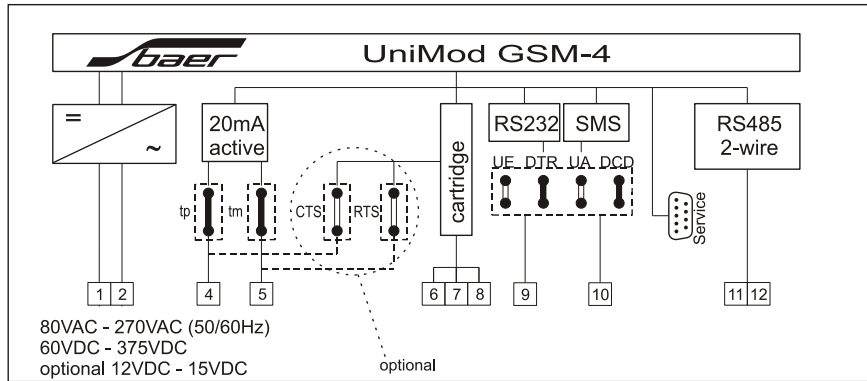 baer UniMod GSM-4
=
~
20mA
active
cartridge
RS232
SMS
RS485
2-wire
UE DTR UA DCD
tp
tm
CTS
RTS
Service
1 2 4 5 6 7 8 9 10 11 12
80VAC - 270VAC (50/60Hz)
60VDC - 375VDC
optional 12VDC - 15VDC
optional